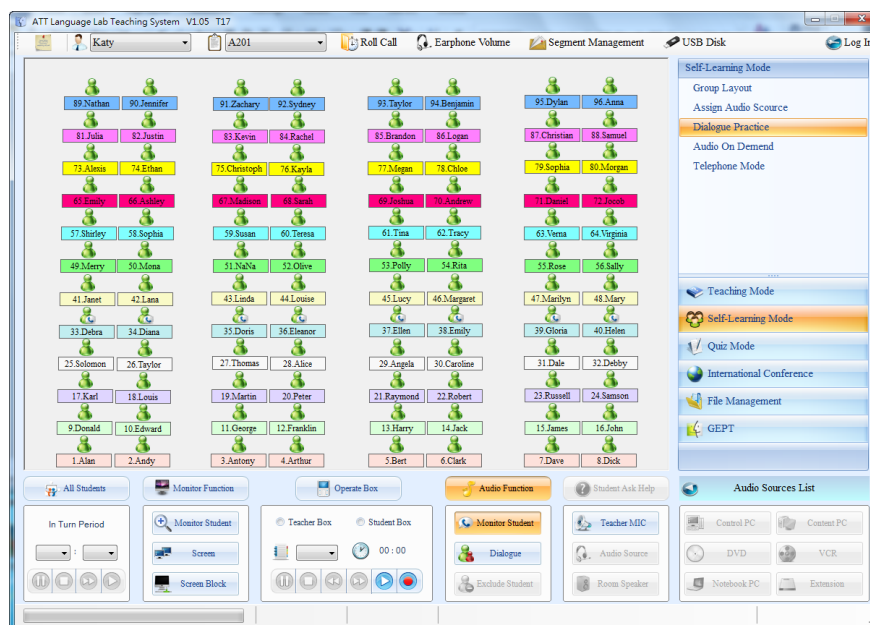 ATT Language Lab Teaching System V1.05 T17
Katy A201 Roll Call Earphone Volume Segment Management USB Disk Log In
89.Nathan 90.Jennifer 91.Zachary 92.Sydney 93.Taylor 94.Benjamin 95.Dylan 96.Anna
81.Julia 82.Justin 83.Kevin 84.Rachel 85.Brandon 86.Logan 87.Christian 88.Samuel
73.Alexis 74.Ethan 75.Christoph 76.Kayla 77.Megan 78.Chloe 79.Sophia 80.Morgan
65.Emily 66.Ashley 67.Madison 68.Sarah 69.Joshua 70.Andrew 71.Daniel 72.Jocob
57.Shirley 58.Sophia 59.Susan 60.Teresa 61.Tina 62.Tracy 63.Verna 64.Virginia
49.Merry 50.Mona 51.NaNa 52.Olive 53.Polly 54.Rita 55.Rose 56.Sally
41.Janet 42.Lana 43.Linda 44.Louise 45.Lucy 46.Margaret 47.Marilyn 48.Mary
33.Debra 34.Diana 35.Doris 36.Eleanor 37.Ellen 38.Emily 39.Gloria 40.Helen
25.Solomon 26.Taylor 27.Thomas 28.Alice 29.Angela 30.Caroline 31.Dale 32.Debby
17.Karl 18.Louis 19.Martin 20.Peter 21.Raymond 22.Robert 23.Russell 24.Samson
9.Donald 10.Edward 11.George 12.Franklin 13.Harry 14.Jack 15.James 16.John
1.Alan 2.Andy 3.Antony 4.Arthur 5.Bert 6.Clark 7.Dave 8.Dick
Self-Learning Mode
Group Layout
Assign Audio Scource
Dialogue Practice
Audio On Demend
Telephone Mode
Teaching Mode
Self-Learning Mode
Quiz Mode
International Conference
File Management
GEPT
All Students Monitor Function Operate Box Audio Function Student Ask Help Audio Sources List
In Turn Period Monitor Student Teacher Box Student Box Monitor Student Teacher MIC Control PC Content PC
: Screen 00:00 Dialogue Audio Source DVD VCR
Screen Block Exclude Student Room Speaker Notebook PC Extension